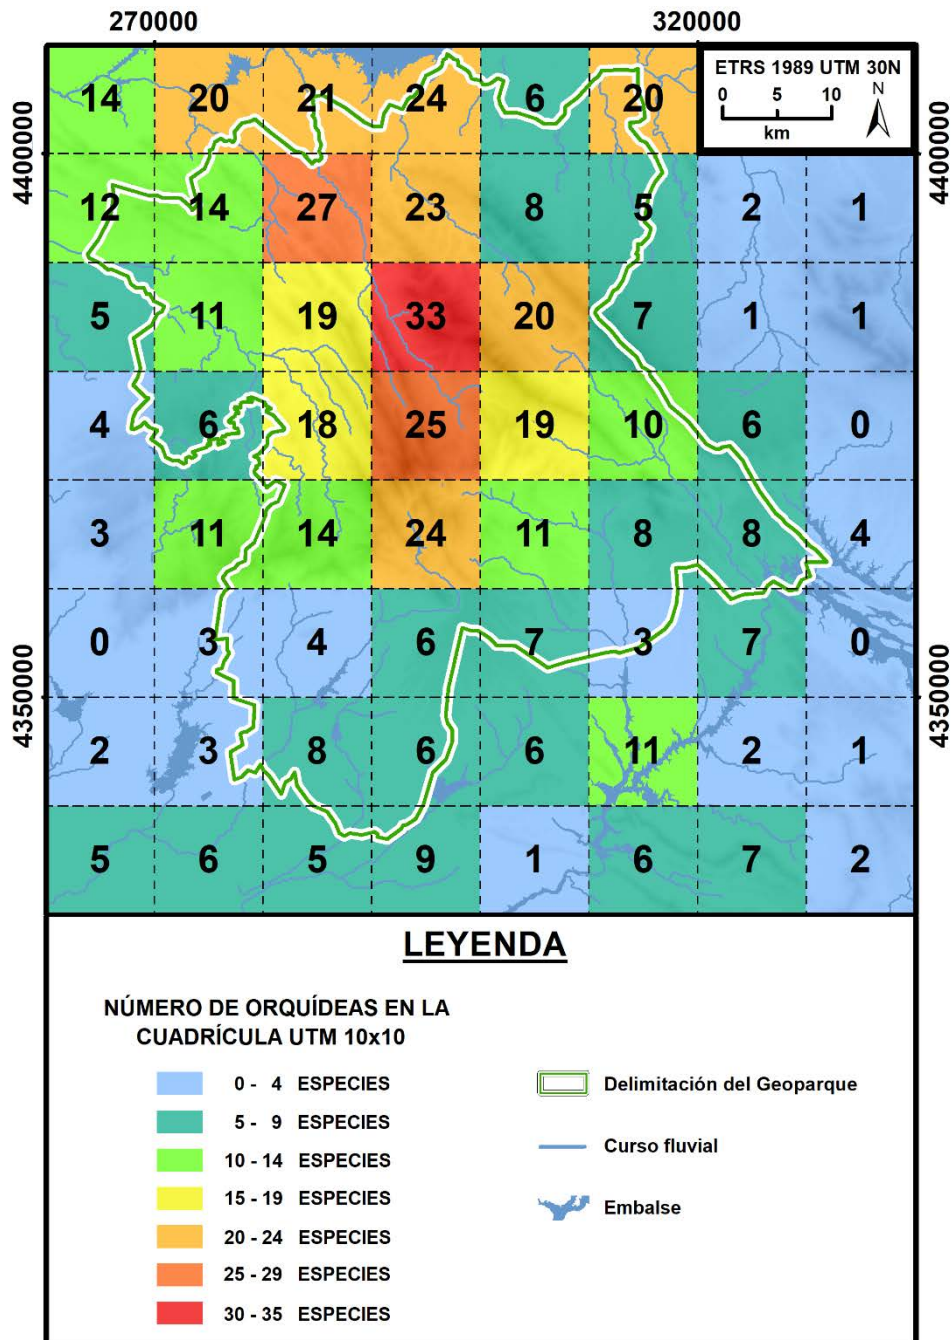 270000 320000
ETRS 1989 UTM 30N
0 5 10
km
N
14 20 21 24 6 20
4400000 4400000
12 14 27 23 8 5 2 1
5 11 19 33 20 7 1 1
4 6 18 25 19 10 6 0
3 11 14 24 11 8 8 4
0 3 4 6 7 3 7 0
4350000 4350000
2 3 8 6 6 11 2 1
5 6 5 9 1 6 7 2
LEYENDA
NÚMERO DE ORQUÍDEAS EN LA
CUADRÍCULA UTM 10x10
0 - 4 ESPECIES
5 - 9 ESPECIES
10 - 14 ESPECIES
15 - 19 ESPECIES
20 - 24 ESPECIES
25 - 29 ESPECIES
30 - 35 ESPECIES
Delimitación del Geoparque
Curso fluvial
Embalse